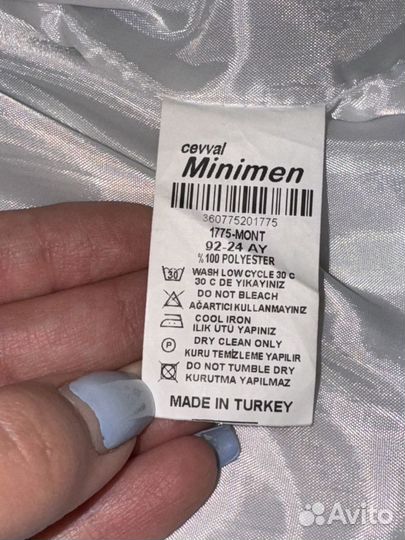 cevval
Minimen
360775201775
1775-MONT
92-24 AY
%100 POLYESTER
30 WASH LOW CYCLE 30 C
30 C DE YIKAYINIZ
DO NOT BLEACH
AĞARTICI KULLANMAYINIZ
COOL IRON
ILIK ÜTÜ YAPINIZ
P DRY CLEAN ONLY
KURU TEMİZLEME YAPILIR
DO NOT TUMBLE DRY
KURUTMA YAPILMAZ
MADE IN TURKEY
Avito